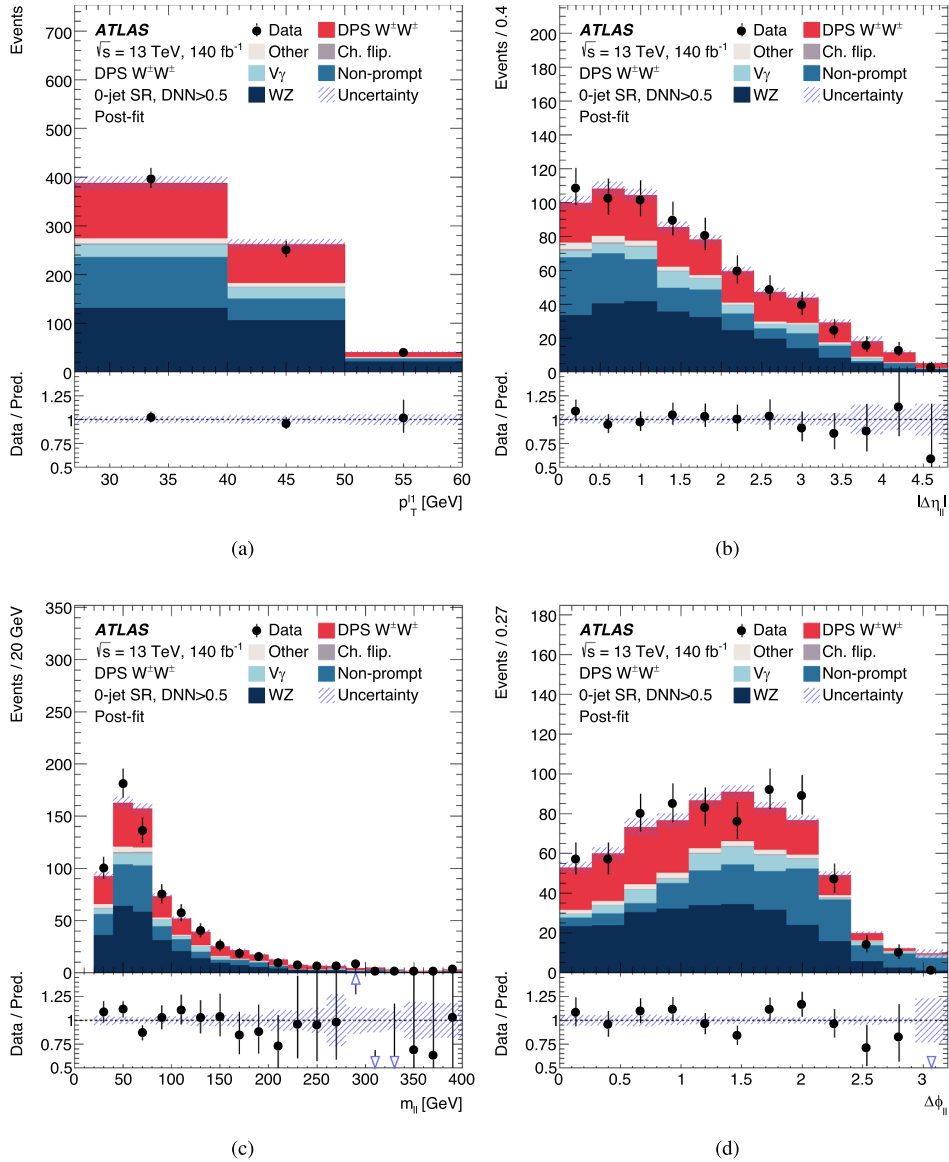 Events
700
600
500
400
300
200
100
0
ATLAS
√s = 13 TeV, 140 fb⁻¹
DPS W±W±
0-jet SR, DNN>0.5
Post-fit
Data
Other
Vγ
WZ
DPS W±W±
Ch. flip.
Non-prompt
Uncertainty
Data / Pred.
1.25
1
0.75
0.5
30 35 40 45 50 55 60
p_T^l1 [GeV]
(a)
Events / 0.4
200
180
160
140
120
100
80
60
40
20
0
ATLAS
√s = 13 TeV, 140 fb⁻¹
DPS W±W±
0-jet SR, DNN>0.5
Post-fit
Data
Other
Vγ
WZ
DPS W±W±
Ch. flip.
Non-prompt
Uncertainty
Data / Pred.
1.25
1
0.75
0.5
0 0.5 1 1.5 2 2.5 3 3.5 4 4.5
|Δη_ll|
(b)
Events / 20 GeV
350
300
250
200
150
100
50
0
ATLAS
√s = 13 TeV, 140 fb⁻¹
DPS W±W±
0-jet SR, DNN>0.5
Post-fit
Data
Other
Vγ
WZ
DPS W±W±
Ch. flip.
Non-prompt
Uncertainty
Data / Pred.
1.25
1
0.75
0.5
0 50 100 150 200 250 300 350 400
m_ll [GeV]
(c)
Events / 0.27
180
160
140
120
100
80
60
40
20
0
ATLAS
√s = 13 TeV, 140 fb⁻¹
DPS W±W±
0-jet SR, DNN>0.5
Post-fit
Data
Other
Vγ
WZ
DPS W±W±
Ch. flip.
Non-prompt
Uncertainty
Data / Pred.
1.25
1
0.75
0.5
0 0.5 1 1.5 2 2.5 3
Δϕ_ll
(d)